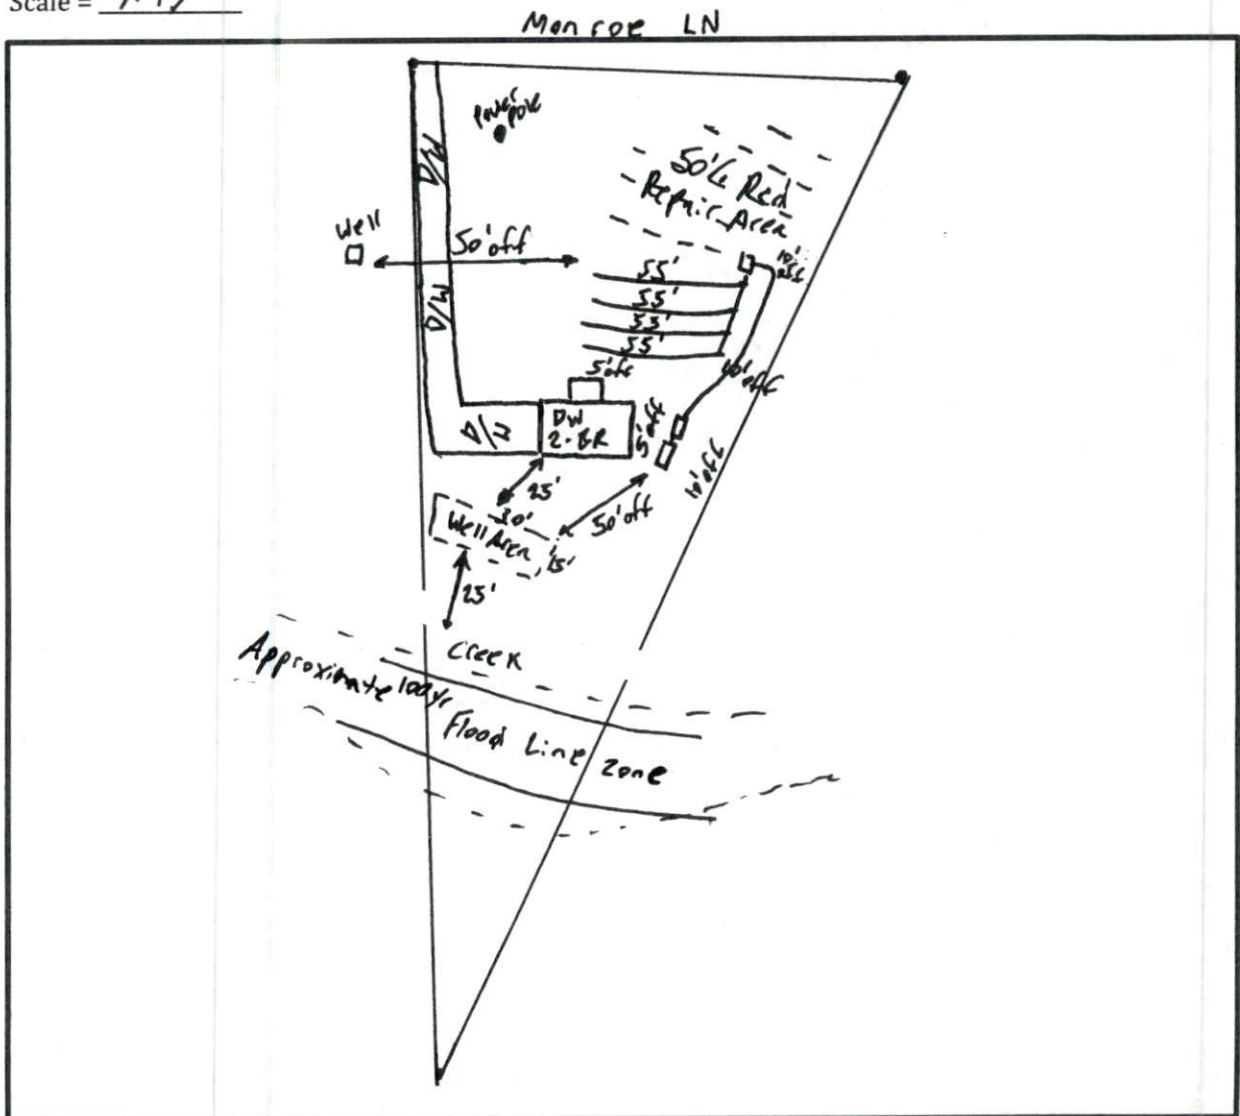 Scale =
Monroe LN
power
pole
D/W
50'
Red
Repair Area
Well
50' off
10'
off
55'
55'
D/W
55'
55'
5' off
10' off
DW
2-BR
5' off
D/W
10' off
25'
30'
50' off
Well Area
15'
25'
Creek
Approximate 100yr
Flood Line Zone